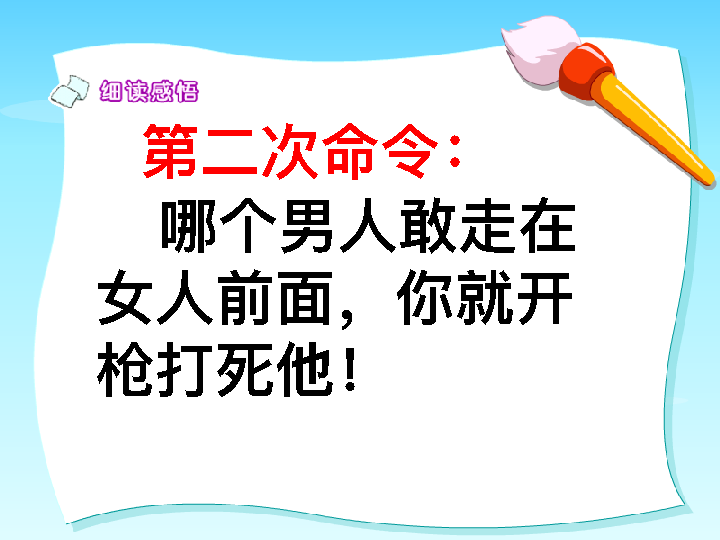 细读感悟
第二次命令：
哪个男人敢走在
女人前面，你就开
枪打死他！